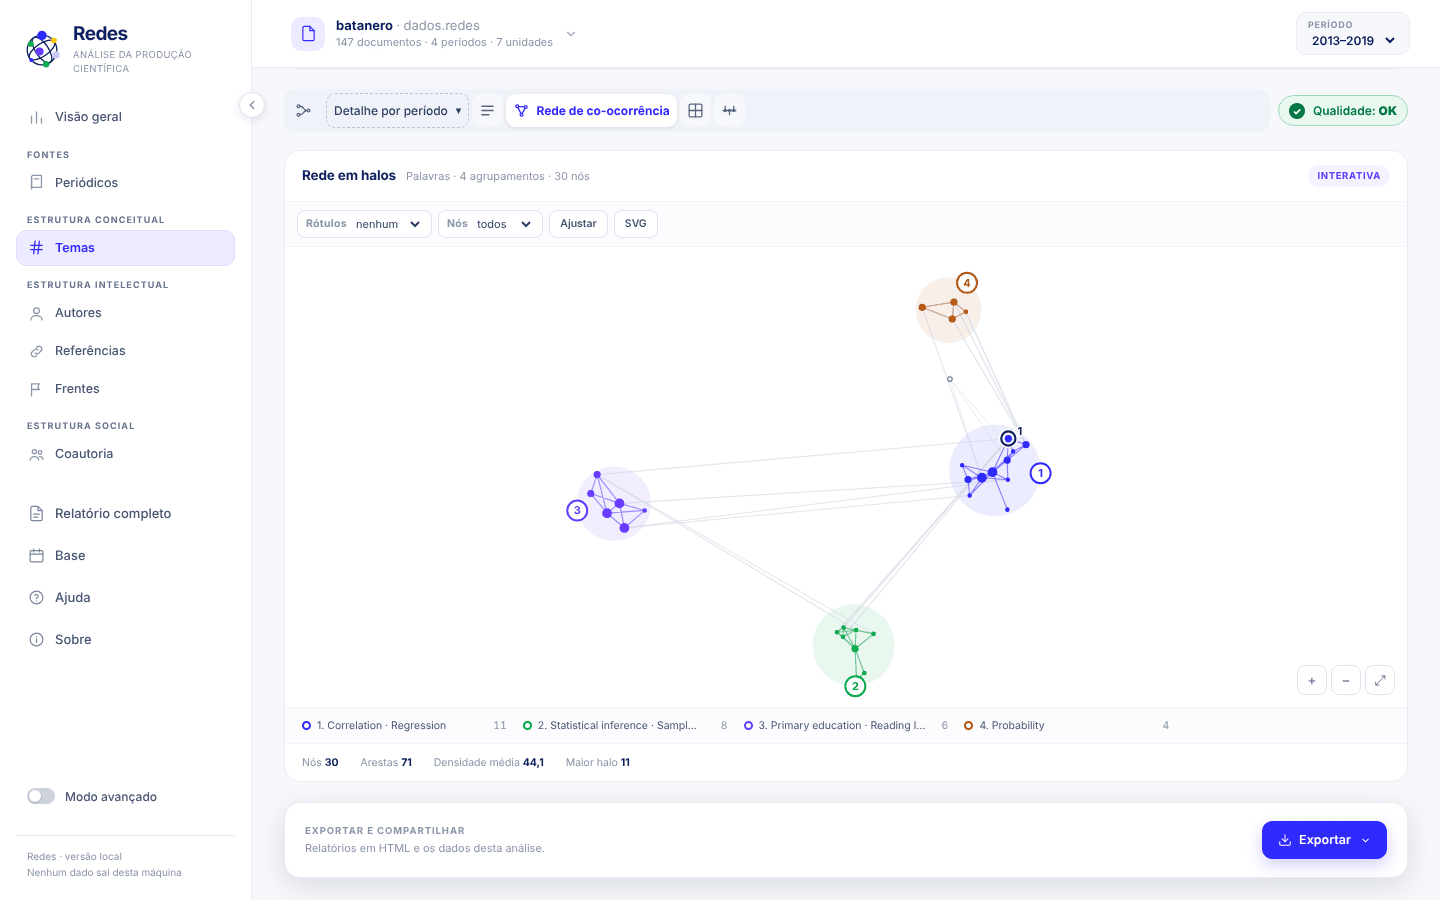 Redes
ANÁLISE DA PRODUÇÃO
CIENTÍFICA
Visão geral
FONTES
Periódicos
ESTRUTURA CONCEITUAL
Temas
ESTRUTURA INTELECTUAL
Autores
Referências
Frentes
ESTRUTURA SOCIAL
Coautoria
Relatório completo
Base
Ajuda
Sobre
Modo avançado
Redes · versão local
Nenhum dado sai desta máquina
batanero · dados.redes
147 documentos · 4 períodos · 7 unidades
PERÍODO
2013–2019
Detalhe por período ▾
Rede de co-ocorrência
Qualidade: OK
Rede em halos Palavras · 4 agrupamentos · 30 nós
INTERATIVA
Rótulos nenhum
Nós todos
Ajustar
SVG
4
1
1
3
2
+
−
1. Correlation · Regression 11
2. Statistical inference · Sampl... 8
3. Primary education · Reading l... 6
4. Probability 4
Nós 30 Arestas 71 Densidade média 44,1 Maior halo 11
EXPORTAR E COMPARTILHAR
Relatórios em HTML e os dados desta análise.
Exportar